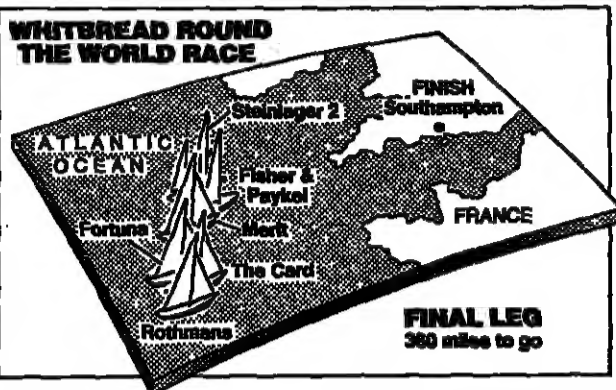 WHITBREAD ROUND
THE WORLD RACE
FINISH
Southampton
Steinlager 2
ATLANTIC
OCEAN
Fisher &
Paykel
FRANCE
Fortuna
Merit
The Card
Rothmans
FINAL LEG
360 miles to go